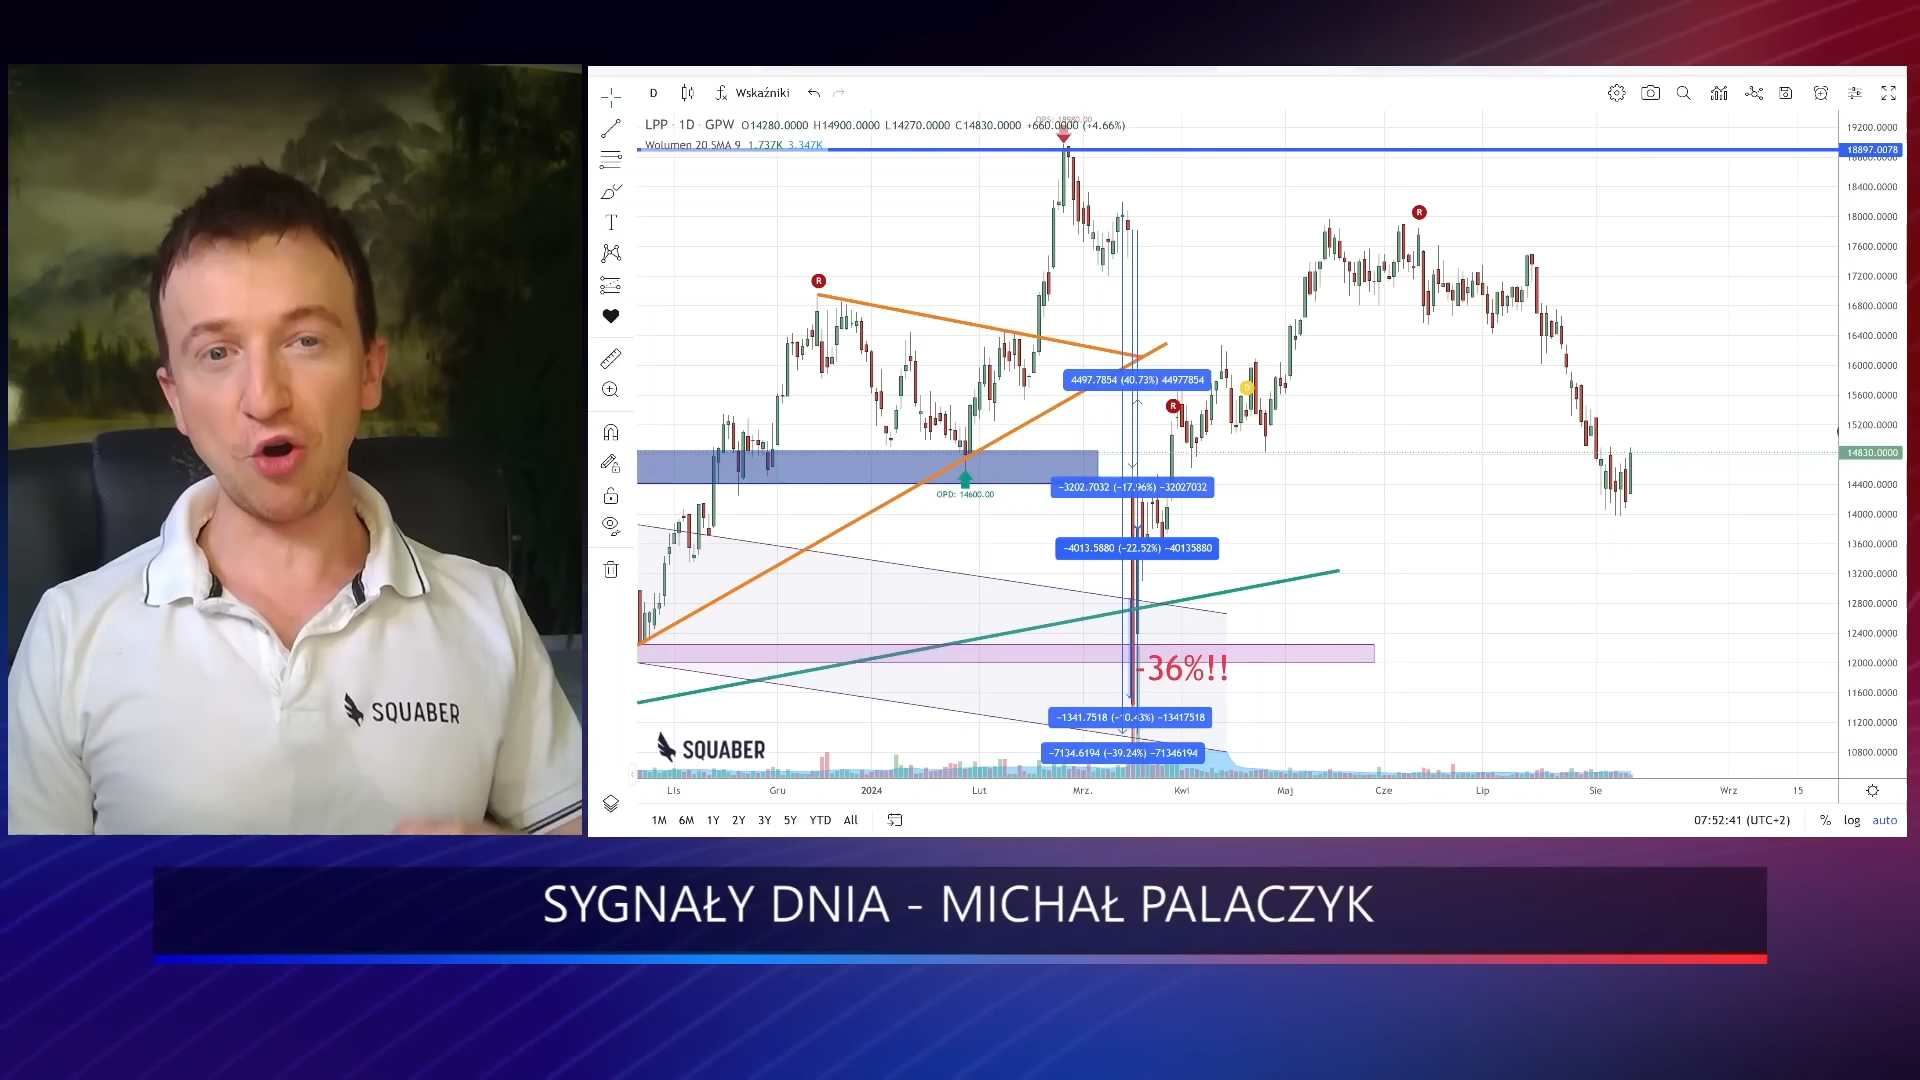 D
Wskaźniki
LPP · 1D · GPW O14280.0000 H14900.0000 L14270.0000 C14830.0000 +660.0000 (+4.66%)
Wolumen 20 SMA 9 1.737K 3.347K
19200.0000
18897.0078
18400.0000
18000.0000
17600.0000
17200.0000
16800.0000
16400.0000
16000.0000
15600.0000
15200.0000
14830.0000
14400.0000
14000.0000
13600.0000
13200.0000
12800.0000
12400.0000
12000.0000
11600.0000
11200.0000
10800.0000
R
R
R
D
4497.7854 (40.73%) 44977854
−3202.7032 (−17.96%) −32027032
OPD: 14600.00
−4013.5880 (−22.52%) −40135880
-36%!!
−1341.7518 (−10.43%) −13417518
−7134.6194 (−39.24%) −71346194
SQUABER
SQUABER
Lis Gru 2024 Lut Mrz. Kwi Maj Cze Lip Sie Wrz 15
1M 6M 1Y 2Y 3Y 5Y YTD All
07:52:41 (UTC+2) % log auto
SYGNAŁY DNIA - MICHAŁ PALACZYK